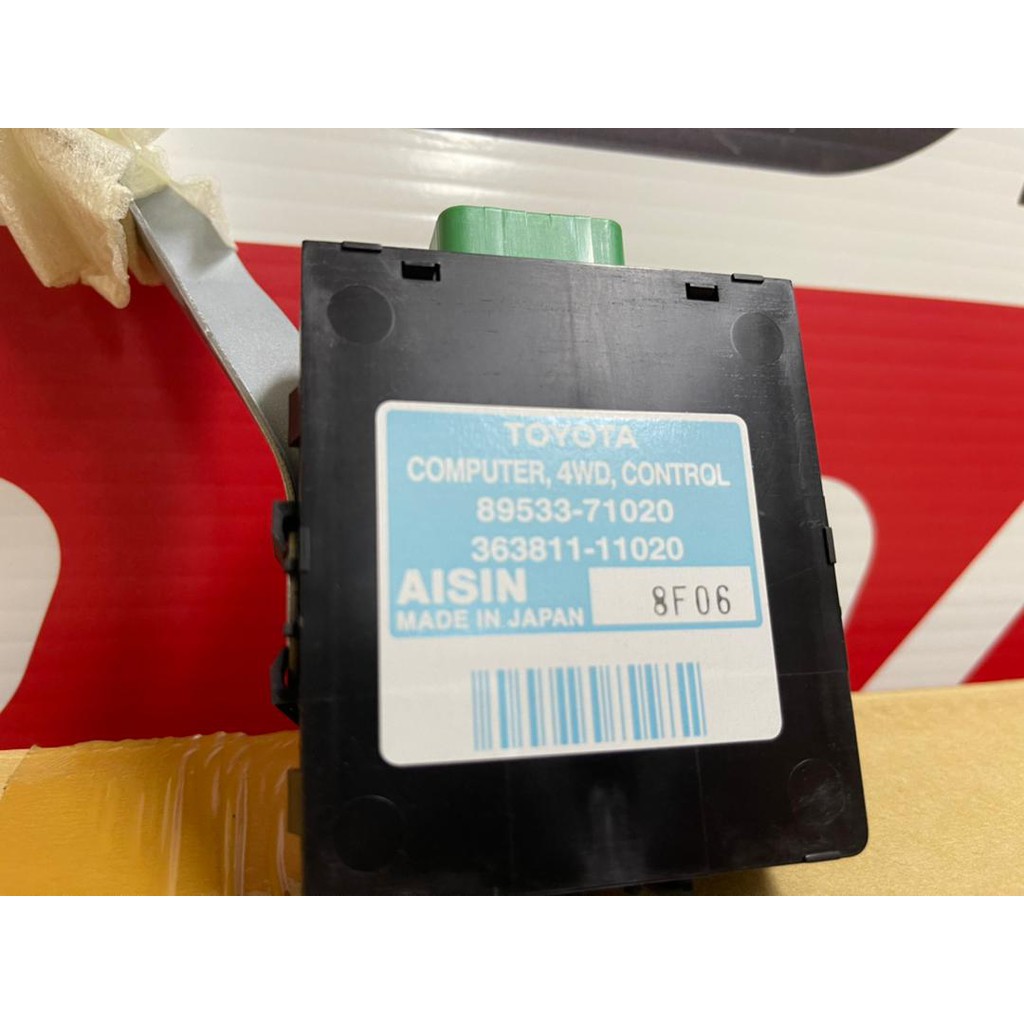 TOYOTA
COMPUTER, 4WD, CONTROL
89533-71020
363811-11020
AISIN
MADE IN JAPAN
8F06